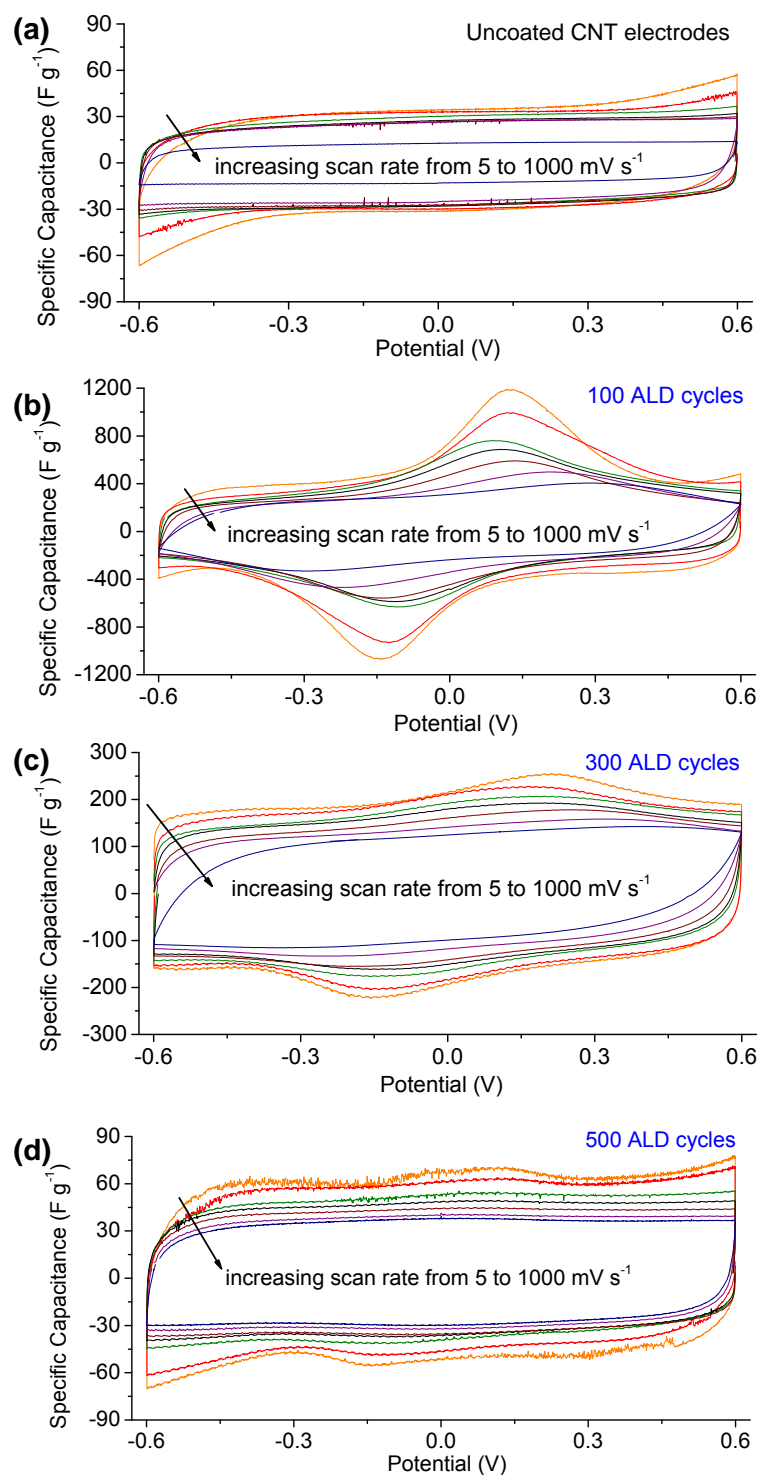 (a)
Uncoated CNT electrodes
90
60
30
0
-30
-60
-90
increasing scan rate from 5 to 1000 mV s⁻¹
Specific Capacitance (F g⁻¹)
-0.6 -0.3 0.0 0.3 0.6
Potential (V)
(b)
100 ALD cycles
1200
800
400
0
-400
-800
-1200
increasing scan rate from 5 to 1000 mV s⁻¹
Specific Capacitance (F g⁻¹)
-0.6 -0.3 0.0 0.3 0.6
Potential (V)
(c)
300 ALD cycles
300
200
100
0
-100
-200
-300
increasing scan rate from 5 to 1000 mV s⁻¹
Specific Capacitance (F g⁻¹)
-0.6 -0.3 0.0 0.3 0.6
Potential (V)
(d)
500 ALD cycles
90
60
30
0
-30
-60
-90
increasing scan rate from 5 to 1000 mV s⁻¹
Specific Capacitance (F g⁻¹)
-0.6 -0.3 0.0 0.3 0.6
Potential (V)